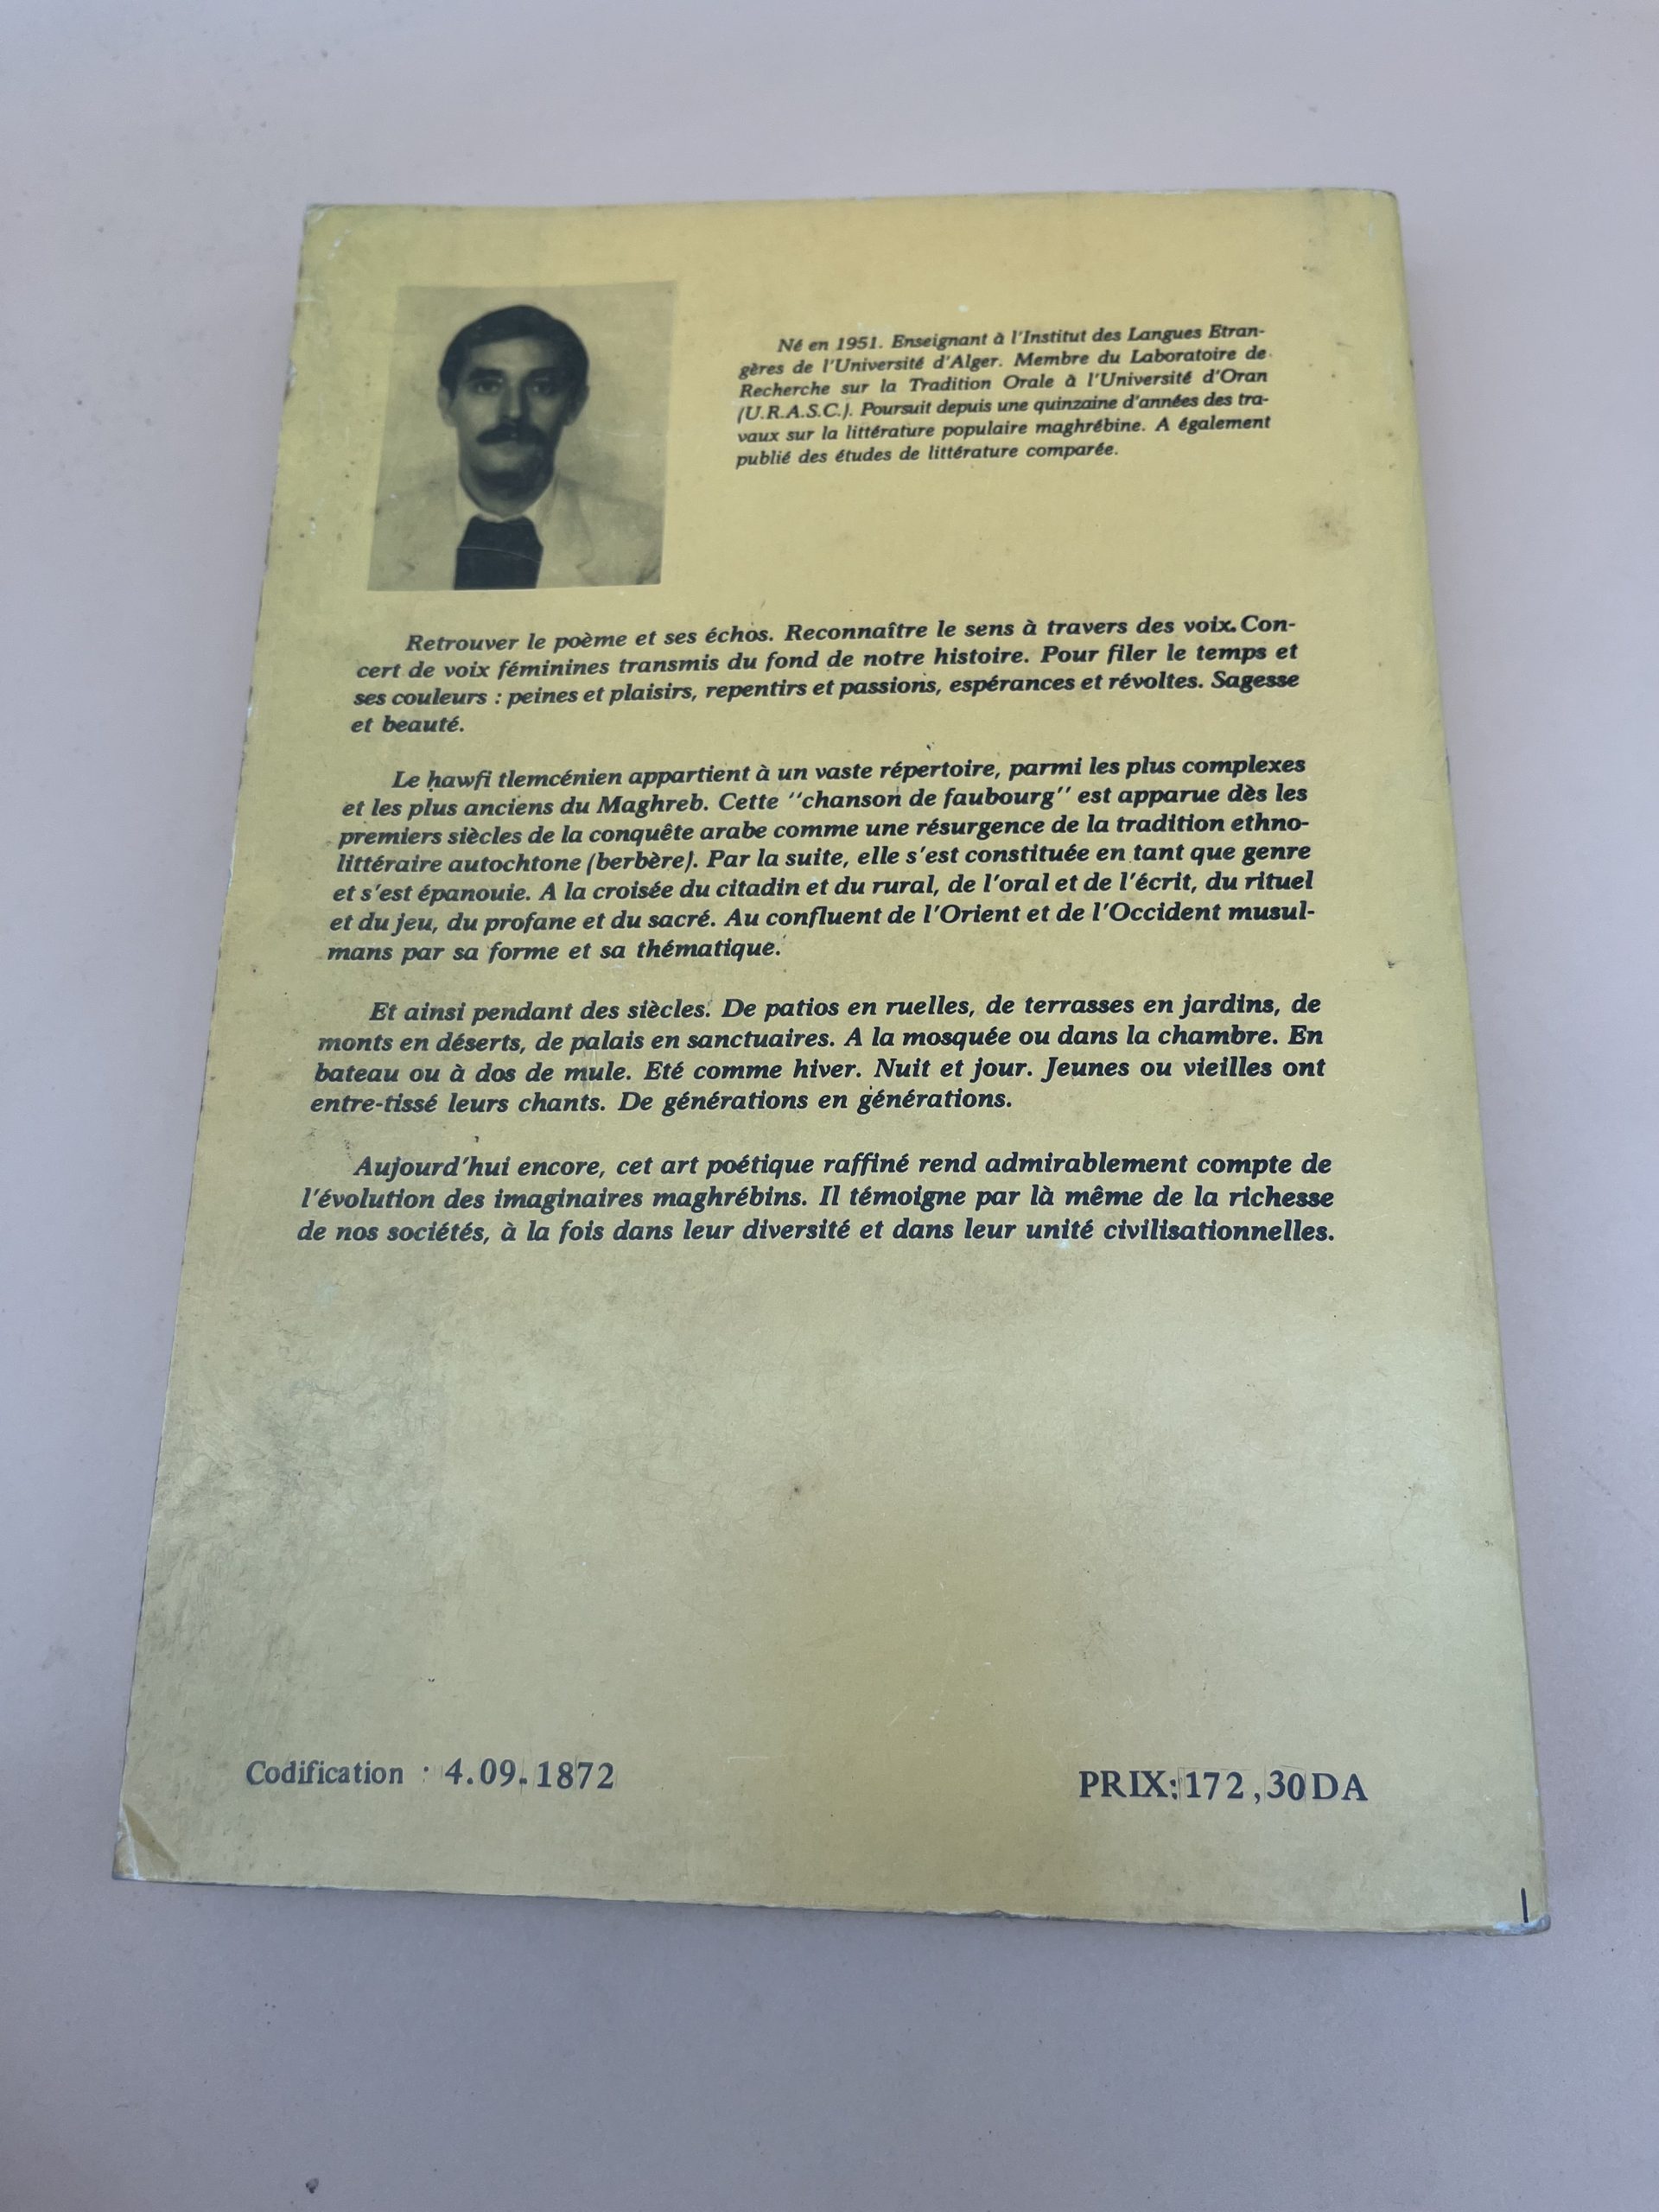 Né en 1951. Enseignant à l'Institut des Langues Etran-
gères de l'Université d'Alger. Membre du Laboratoire de
Recherche sur la Tradition Orale à l'Université d'Oran
(U.R.A.S.C.). Poursuit depuis une quinzaine d'années des tra-
vaux sur la littérature populaire maghrébine. A également
publié des études de littérature comparée.
Retrouver le poème et ses échos. Reconnaître le sens à travers des voix. Con-
cert de voix féminines transmis du fond de notre histoire. Pour filer le temps et
ses couleurs : peines et plaisirs, repentirs et passions, espérances et révoltes. Sagesse
et beauté.
Le ḥawfi tlemcénien appartient à un vaste répertoire, parmi les plus complexes
et les plus anciens du Maghreb. Cette ''chanson de faubourg'' est apparue dès les
premiers siècles de la conquête arabe comme une résurgence de la tradition ethno-
littéraire autochtone (berbère). Par la suite, elle s'est constituée en tant que genre
et s'est épanouie. A la croisée du citadin et du rural, de l'oral et de l'écrit, du rituel
et du jeu, du profane et du sacré. Au confluent de l'Orient et de l'Occident musul-
mans par sa forme et sa thématique.
Et ainsi pendant des siècles. De patios en ruelles, de terrasses en jardins, de
monts en déserts, de palais en sanctuaires. A la mosquée ou dans la chambre. En
bateau ou à dos de mule. Eté comme hiver. Nuit et jour. Jeunes ou vieilles ont
entre-tissé leurs chants. De générations en générations.
Aujourd'hui encore, cet art poétique raffiné rend admirablement compte de
l'évolution des imaginaires maghrébins. Il témoigne par là même de la richesse
de nos sociétés, à la fois dans leur diversité et dans leur unité civilisationnelles.
Codification : 4.09.1872
PRIX: 172,30 DA